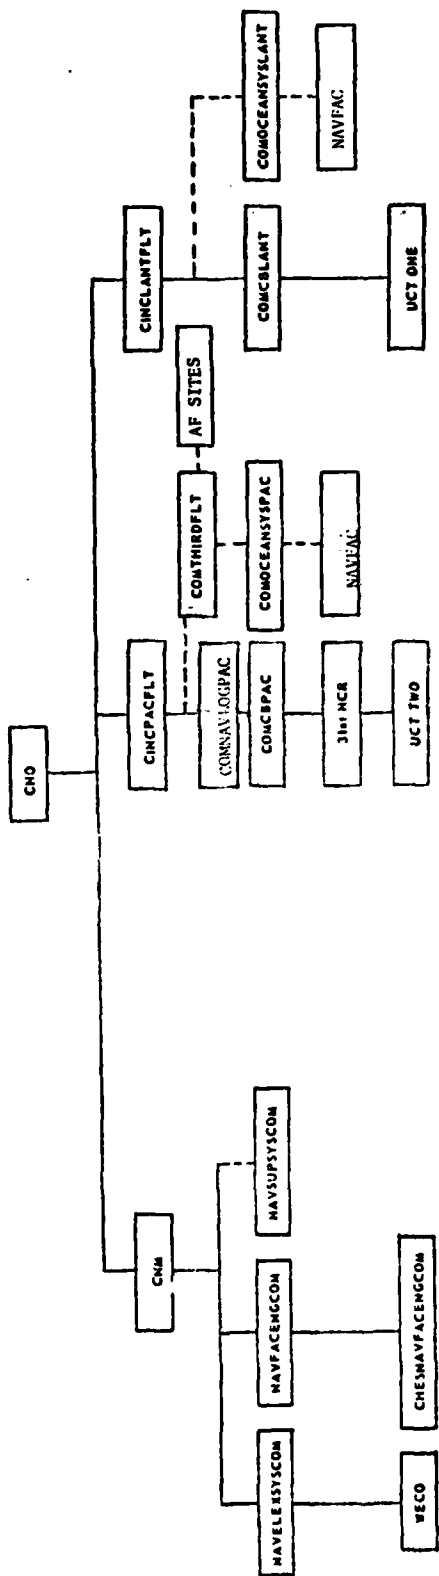 CNO
CNM
CINCPACFLT
CINCLANTFLT
NAVELEXSYSCOM
NAVFACENGCOM
NAVSUPSYSCOM
COMNAVLOGPAC
COMTHIRDFLT
AF SITES
COMCBPAC
COMOCEANSYSPAC
COMCBLANT
COMOCEANSYSLANT
WECO
CHESNAVFACENGCOM
31st NCR
NAVFAC
NAVFAC
UCT TWO
UCT ONE